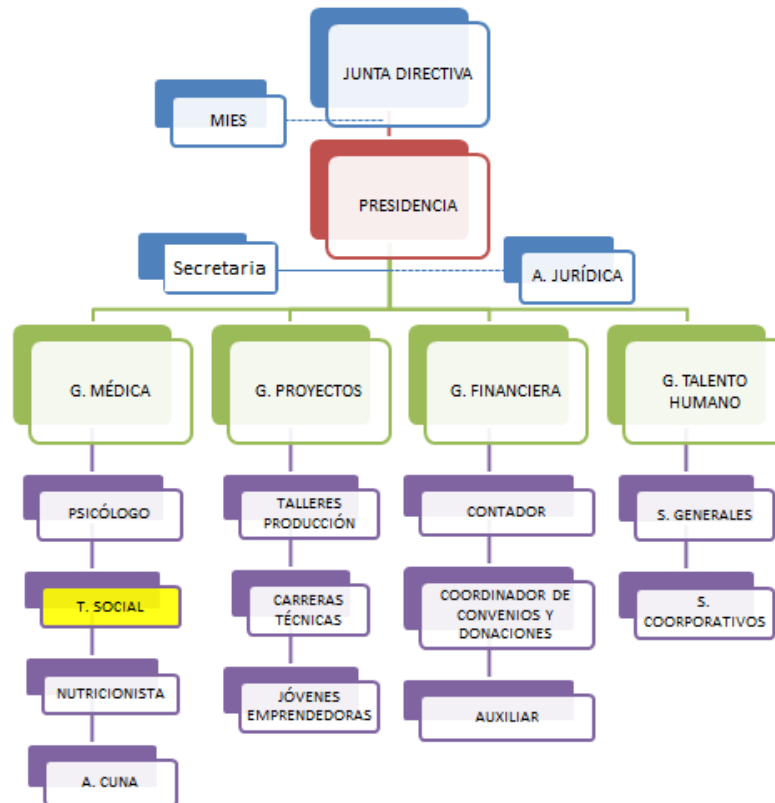 JUNTA DIRECTIVA
MIES
PRESIDENCIA
Secretaria
A. JURÍDICA
G. MÉDICA
G. PROYECTOS
G. FINANCIERA
G. TALENTO
HUMANO
PSICÓLOGO
TALLERES
PRODUCCIÓN
CONTADOR
S. GENERALES
T. SOCIAL
CARRERAS
TÉCNICAS
COORDINADOR DE
CONVENIOS Y
DONACIONES
S.
COORPORATIVOS
NUTRICIONISTA
JÓVENES
EMPRENDEDORAS
AUXILIAR
A. CUNA